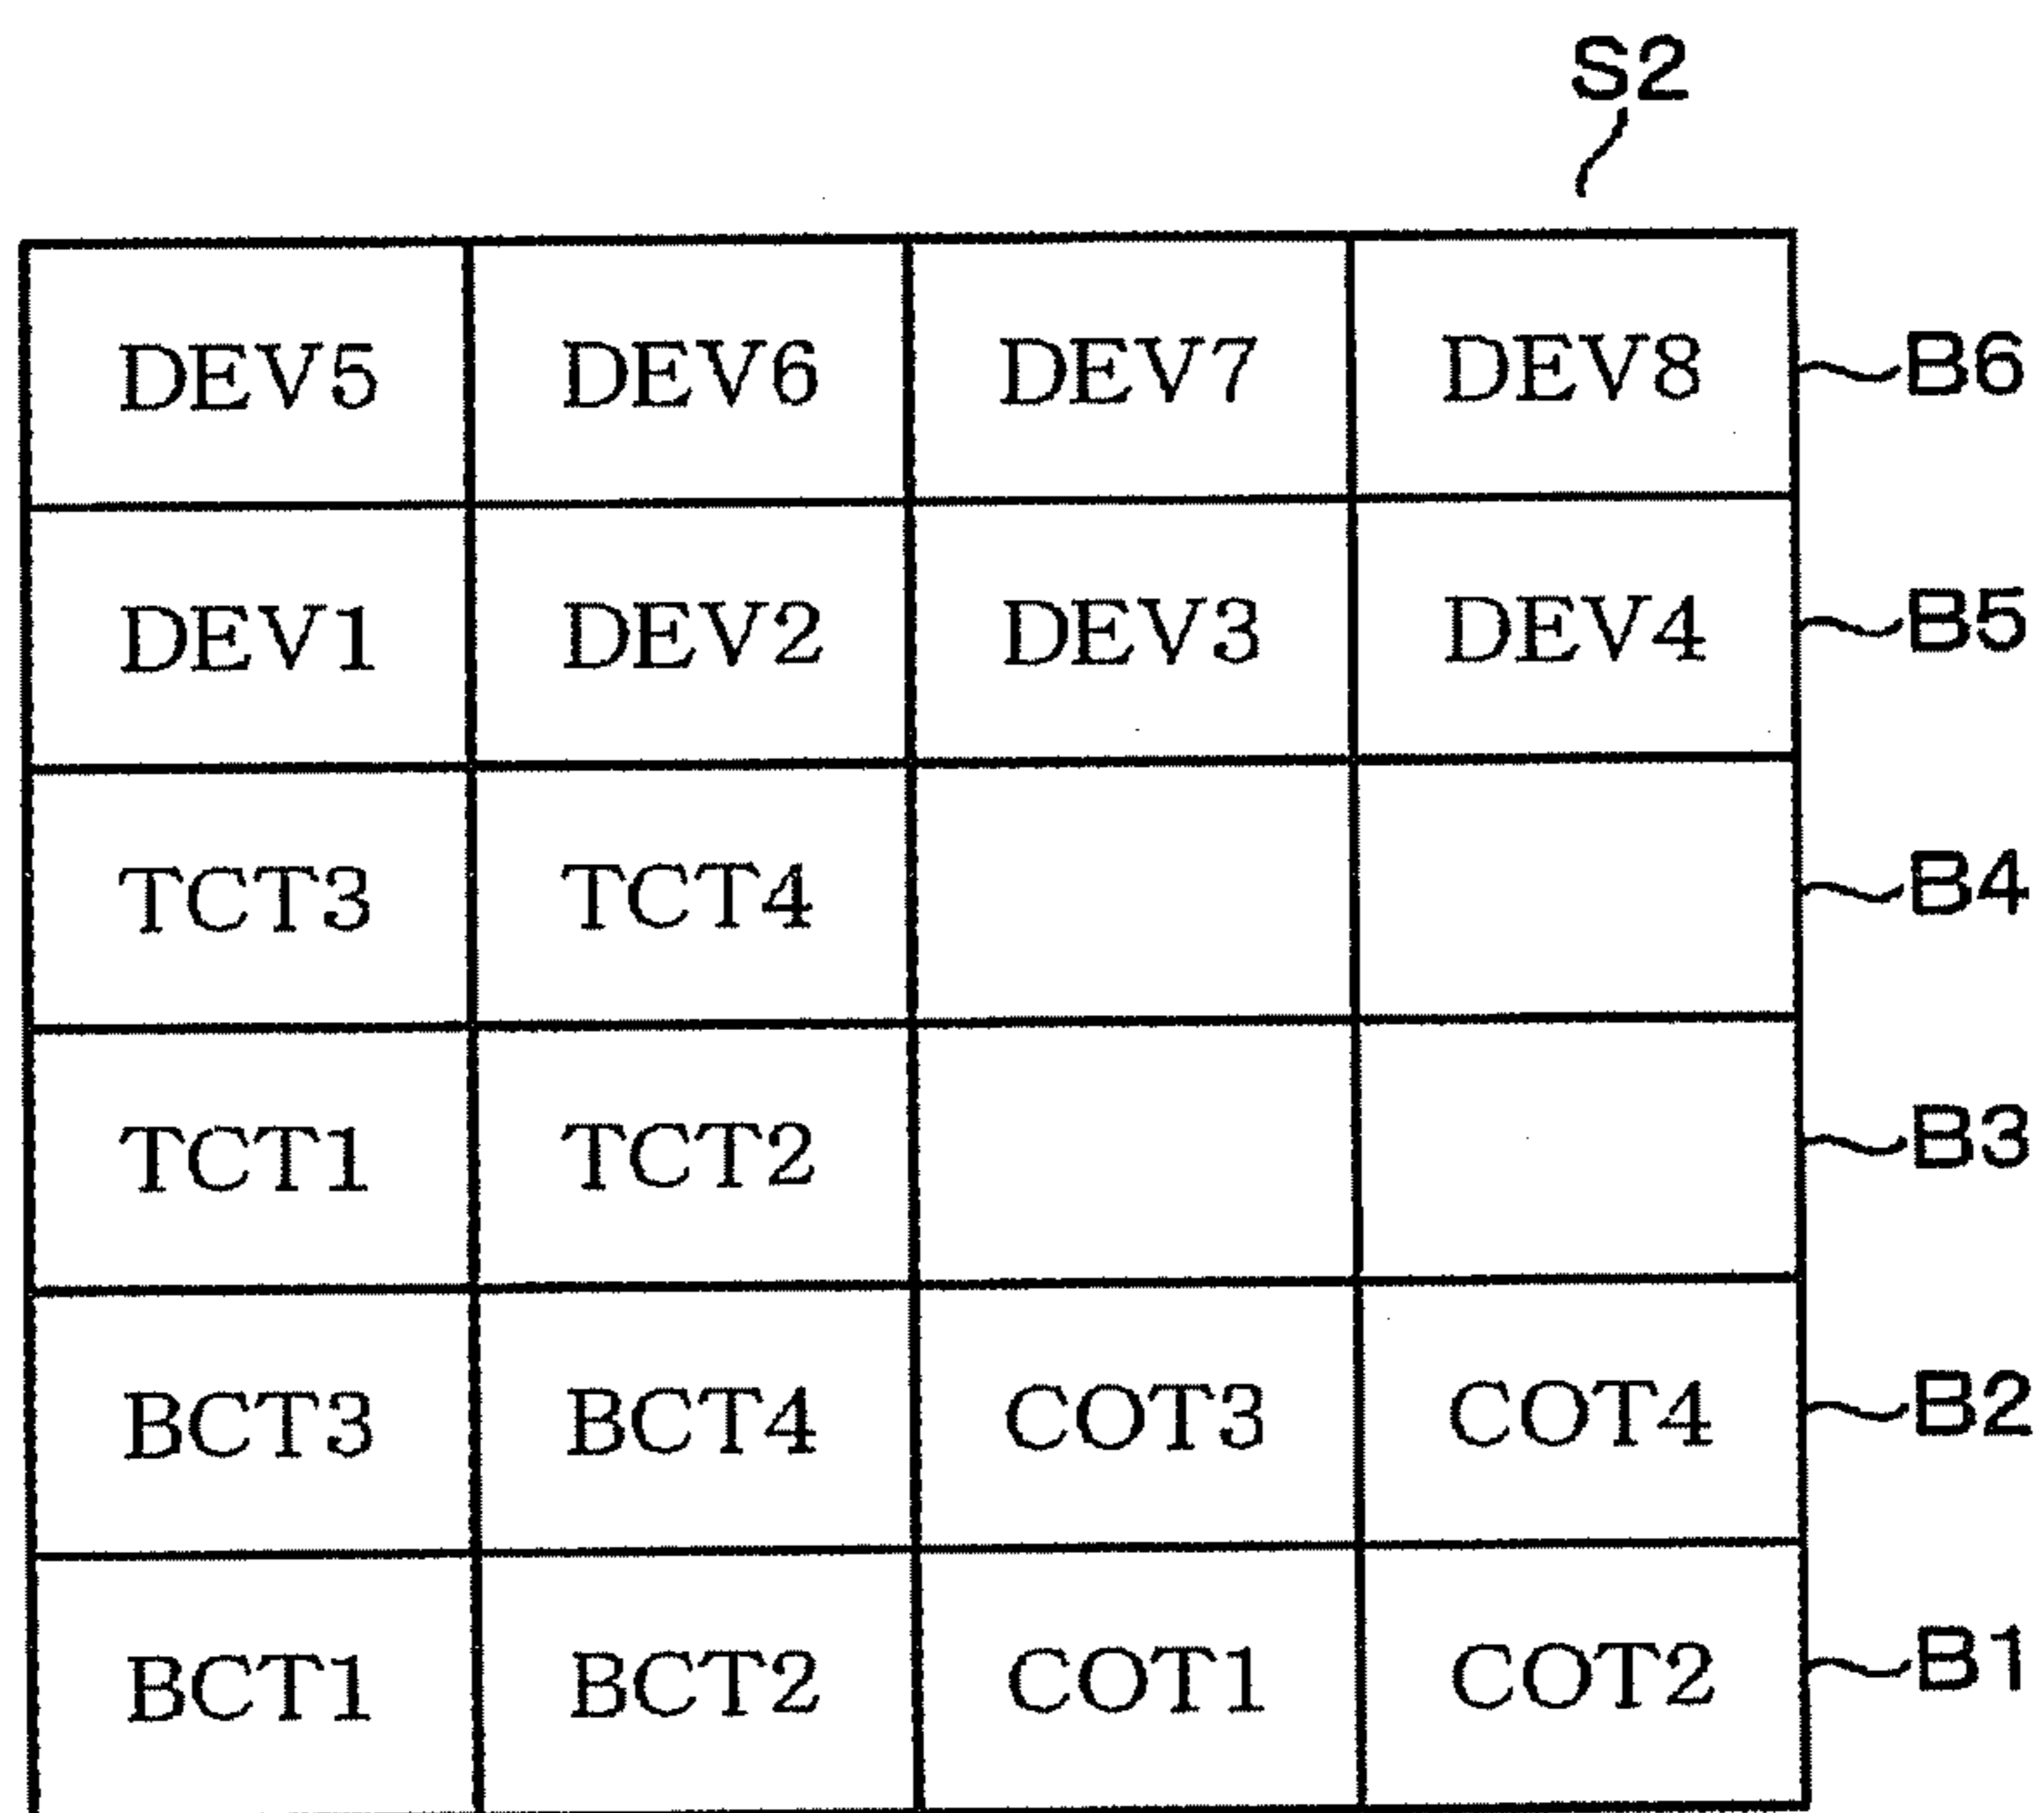 S2
DEV5 DEV6 DEV7 DEV8 B6
DEV1 DEV2 DEV3 DEV4 B5
TCT3 TCT4 B4
TCT1 TCT2 B3
BCT3 BCT4 COT3 COT4 B2
BCT1 BCT2 COT1 COT2 B1